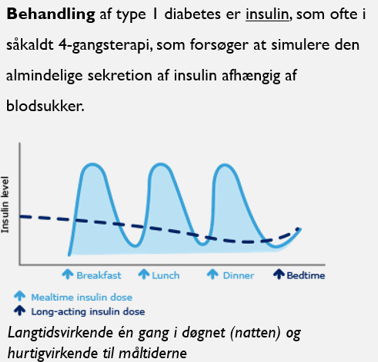 Behandling af type 1 diabetes er insulin, som ofte i
såkaldt 4-gangsterapi, som forsøger at simulere den
almindelige sekretion af insulin afhængig af
blodsukker.
Insulin level
Breakfast Lunch Dinner Bedtime
Mealtime insulin dose
Long-acting insulin dose
Langtidsvirkende én gang i døgnet (natten) og
hurtigvirkende til måltiderne